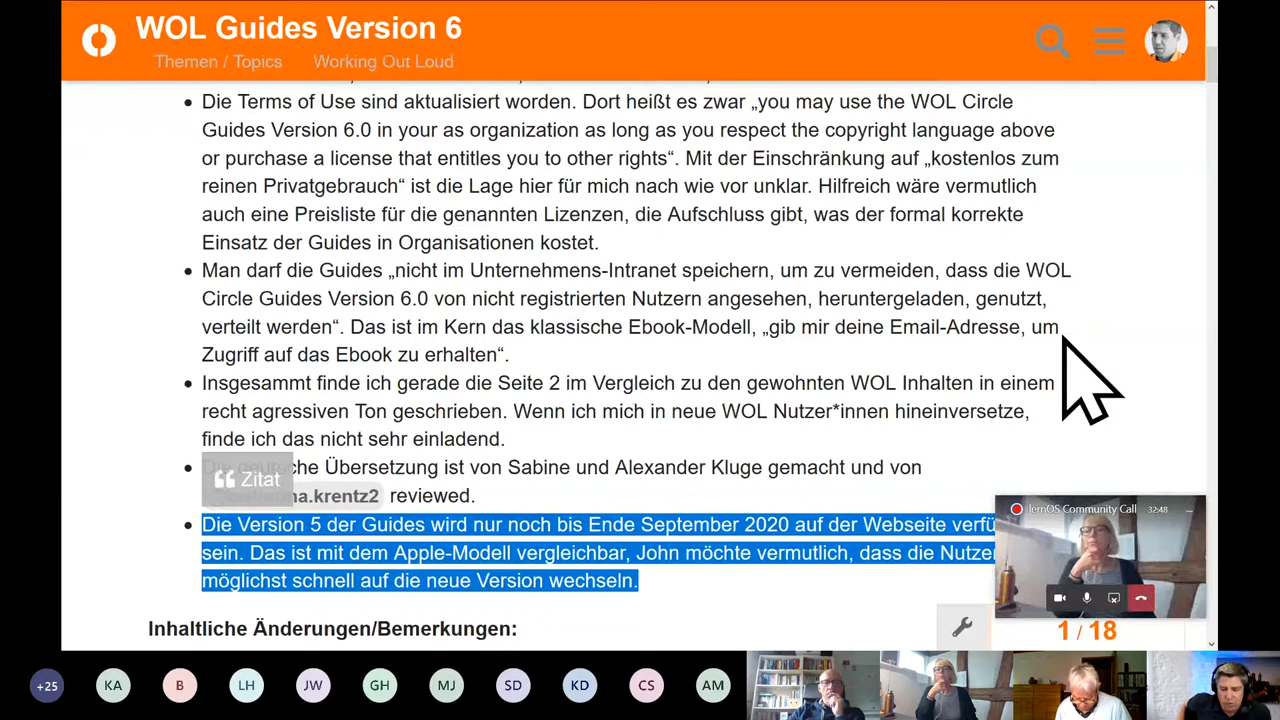 WOL Guides Version 6
Themen / Topics Working Out Loud
Die Terms of Use sind aktualisiert worden. Dort heißt es zwar „you may use the WOL Circle
Guides Version 6.0 in your as organization as long as you respect the copyright language above
or purchase a license that entitles you to other rights“. Mit der Einschränkung auf „kostenlos zum
reinen Privatgebrauch“ ist die Lage hier für mich nach wie vor unklar. Hilfreich wäre vermutlich
auch eine Preisliste für die genannten Lizenzen, die Aufschluss gibt, was der formal korrekte
Einsatz der Guides in Organisationen kostet.
Man darf die Guides „nicht im Unternehmens-Intranet speichern, um zu vermeiden, dass die WOL
Circle Guides Version 6.0 von nicht registrierten Nutzern angesehen, heruntergeladen, genutzt,
verteilt werden“. Das ist im Kern das klassische Ebook-Modell, „gib mir deine Email-Adresse, um
Zugriff auf das Ebook zu erhalten“.
Insgesamt finde ich gerade die Seite 2 im Vergleich zu den gewohnten WOL Inhalten in einem
recht agressiven Ton geschrieben. Wenn ich mich in neue WOL Nutzer*innen hineinversetze,
finde ich das nicht sehr einladend.
Die deutsche Übersetzung ist von Sabine und Alexander Kluge gemacht und von
Zitat
na.krentz2 reviewed.
Die Version 5 der Guides wird nur noch bis Ende September 2020 auf der Webseite verfü
sein. Das ist mit dem Apple-Modell vergleichbar, John möchte vermutlich, dass die Nutzer
möglichst schnell auf die neue Version wechseln.
lernOS Community Call 32:48
Inhaltliche Änderungen/Bemerkungen:
1 / 18
+25 KA B LH JW GH MJ SD KD CS AM